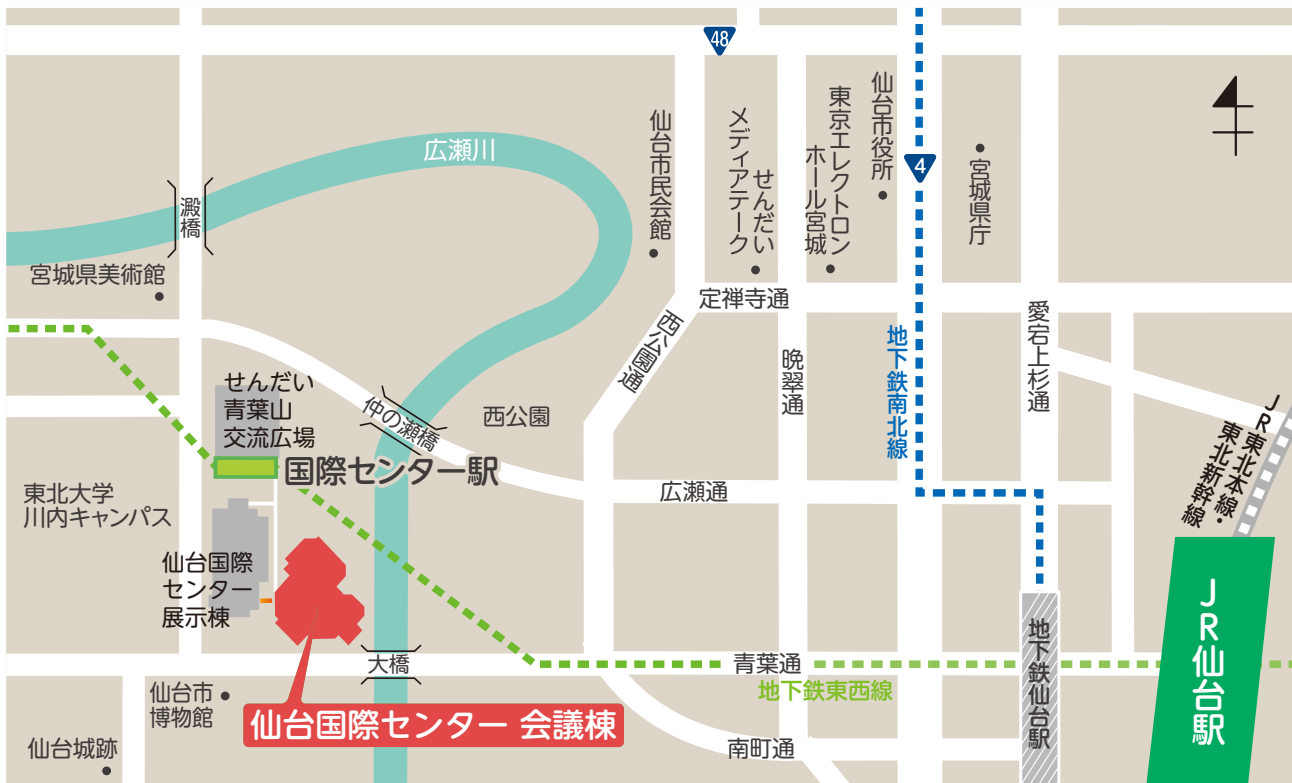 48
仙台市役所
東京エレクトロン
ホール宮城
せんだい
メディアテーク
仙台市民会館
広瀬川
4
宮城県庁
澱橋
宮城県美術館
定禅寺通
西公園通
晩翠通
地下鉄南北線
愛宕上杉通
せんだい
青葉山
交流広場
仲の瀬橋
西公園
JR東北本線・
東北新幹線
国際センター駅
東北大学
川内キャンパス
広瀬通
仙台国際
センター
展示棟
JR仙台駅
地下鉄仙台駅
大橋
青葉通
地下鉄東西線
仙台市
博物館
仙台国際センター 会議棟
仙台城跡
南町通